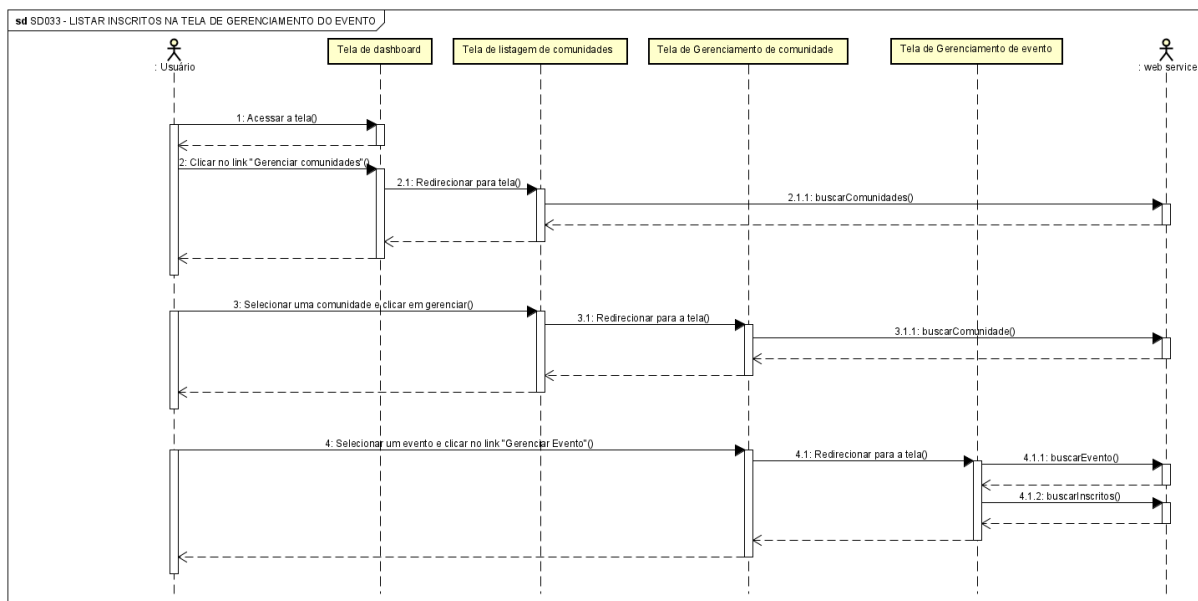 sd SD033 - LISTAR INSCRITOS NA TELA DE GERENCIAMENTO DO EVENTO
: Usuário
Tela de dashboard
Tela de listagem de comunidades
Tela de Gerenciamento de comunidade
Tela de Gerenciamento de evento
: web service
1: Acessar a tela()
2: Clicar no link "Gerenciar comunidades"()
2.1: Redirecionar para tela()
2.1.1: buscarComunidades()
3: Selecionar uma comunidade e clicar em gerenciar()
3.1: Redirecionar para a tela()
3.1.1: buscarComunidade()
4: Selecionar um evento e clicar no link "Gerenciar Evento"()
4.1: Redirecionar para a tela()
4.1.1: buscarEvento()
4.1.2: buscarInscritos()